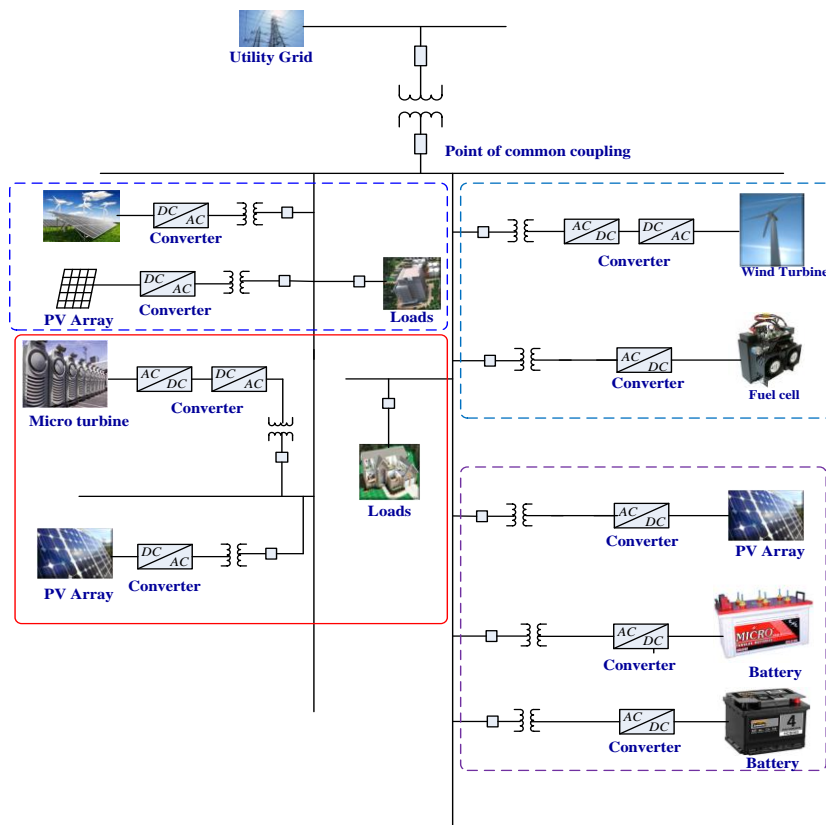 Utility Grid
Point of common coupling
DC
AC
Converter
DC
AC
Converter
PV Array
Loads
AC
DC
DC
AC
Converter
Wind Turbine
AC
DC
Converter
Fuel cell
AC
DC
DC
AC
Converter
Micro turbine
Loads
DC
AC
Converter
PV Array
AC
DC
Converter
PV Array
AC
DC
Converter
MICRO
Battery
AC
DC
Converter
4
Battery